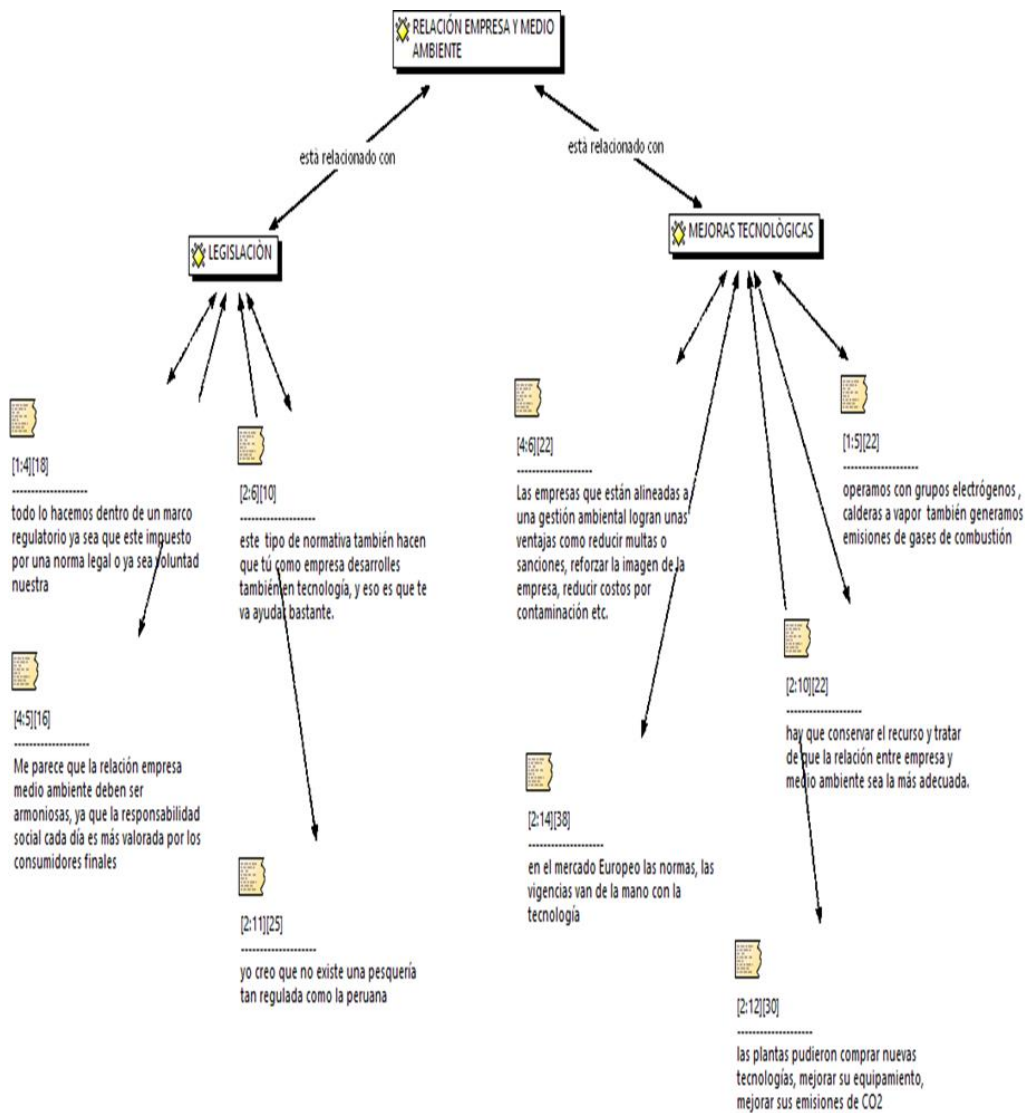 RELACIÓN EMPRESA Y MEDIO
AMBIENTE
està relacionado con
està relacionado con
LEGISLACIÒN
MEJORAS TECNOLÒGICAS
[1:4][18]
--------------------
todo lo hacemos dentro de un marco
regulatorio ya sea que este impuesto
por una norma legal o ya sea voluntad
nuestra
[2:6][10]
--------------------
este tipo de normativa también hacen
que tú como empresa desarrolles
también en tecnología, y eso es que te
va ayudar bastante.
[4:6][22]
--------------------
Las empresas que están alineadas a
una gestión ambiental logran unas
ventajas como reducir multas o
sanciones, reforzar la imagen de la
empresa, reducir costos por
contaminación etc.
[1:5][22]
--------------------
operamos con grupos electrógenos ,
calderas a vapor también generamos
emisiones de gases de combustión
[4:5][16]
--------------------
Me parece que la relación empresa
medio ambiente deben ser
armoniosas, ya que la responsabilidad
social cada día es más valorada por los
consumidores finales
[2:10][22]
--------------------
hay que conservar el recurso y tratar
de que la relación entre empresa y
medio ambiente sea la más adecuada.
[2:14][38]
--------------------
en el mercado Europeo las normas, las
vigencias van de la mano con la
tecnología
[2:11][25]
--------------------
yo creo que no existe una pesquería
tan regulada como la peruana
[2:12][30]
--------------------
las plantas pudieron comprar nuevas
tecnologías, mejorar su equipamiento,
mejorar sus emisiones de CO2